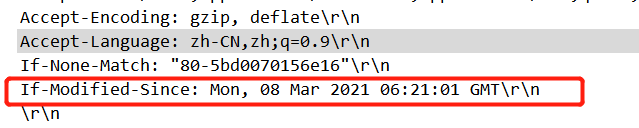 Accept-Encoding: gzip, deflate\r\n
Accept-Language: zh-CN,zh;q=0.9\r\n
If-None-Match: "80-5bd0070156e16"\r\n
If-Modified-Since: Mon, 08 Mar 2021 06:21:01 GMT\r\n
\r\n